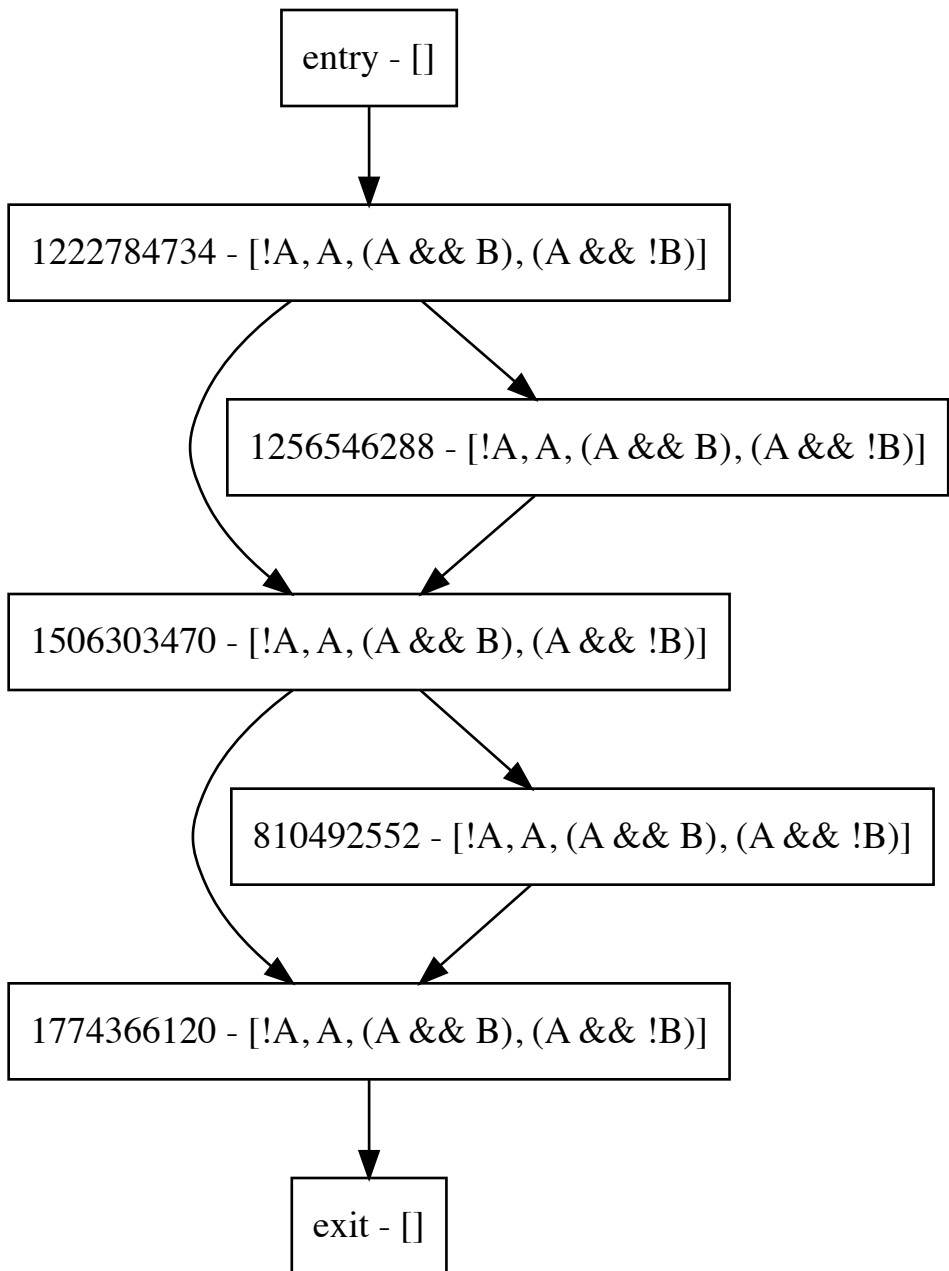 entry - []
1222784734 - [!A, A, (A && B), (A && !B)]
1256546288 - [!A, A, (A && B), (A && !B)]
1506303470 - [!A, A, (A && B), (A && !B)]
810492552 - [!A, A, (A && B), (A && !B)]
1774366120 - [!A, A, (A && B), (A && !B)]
exit - []